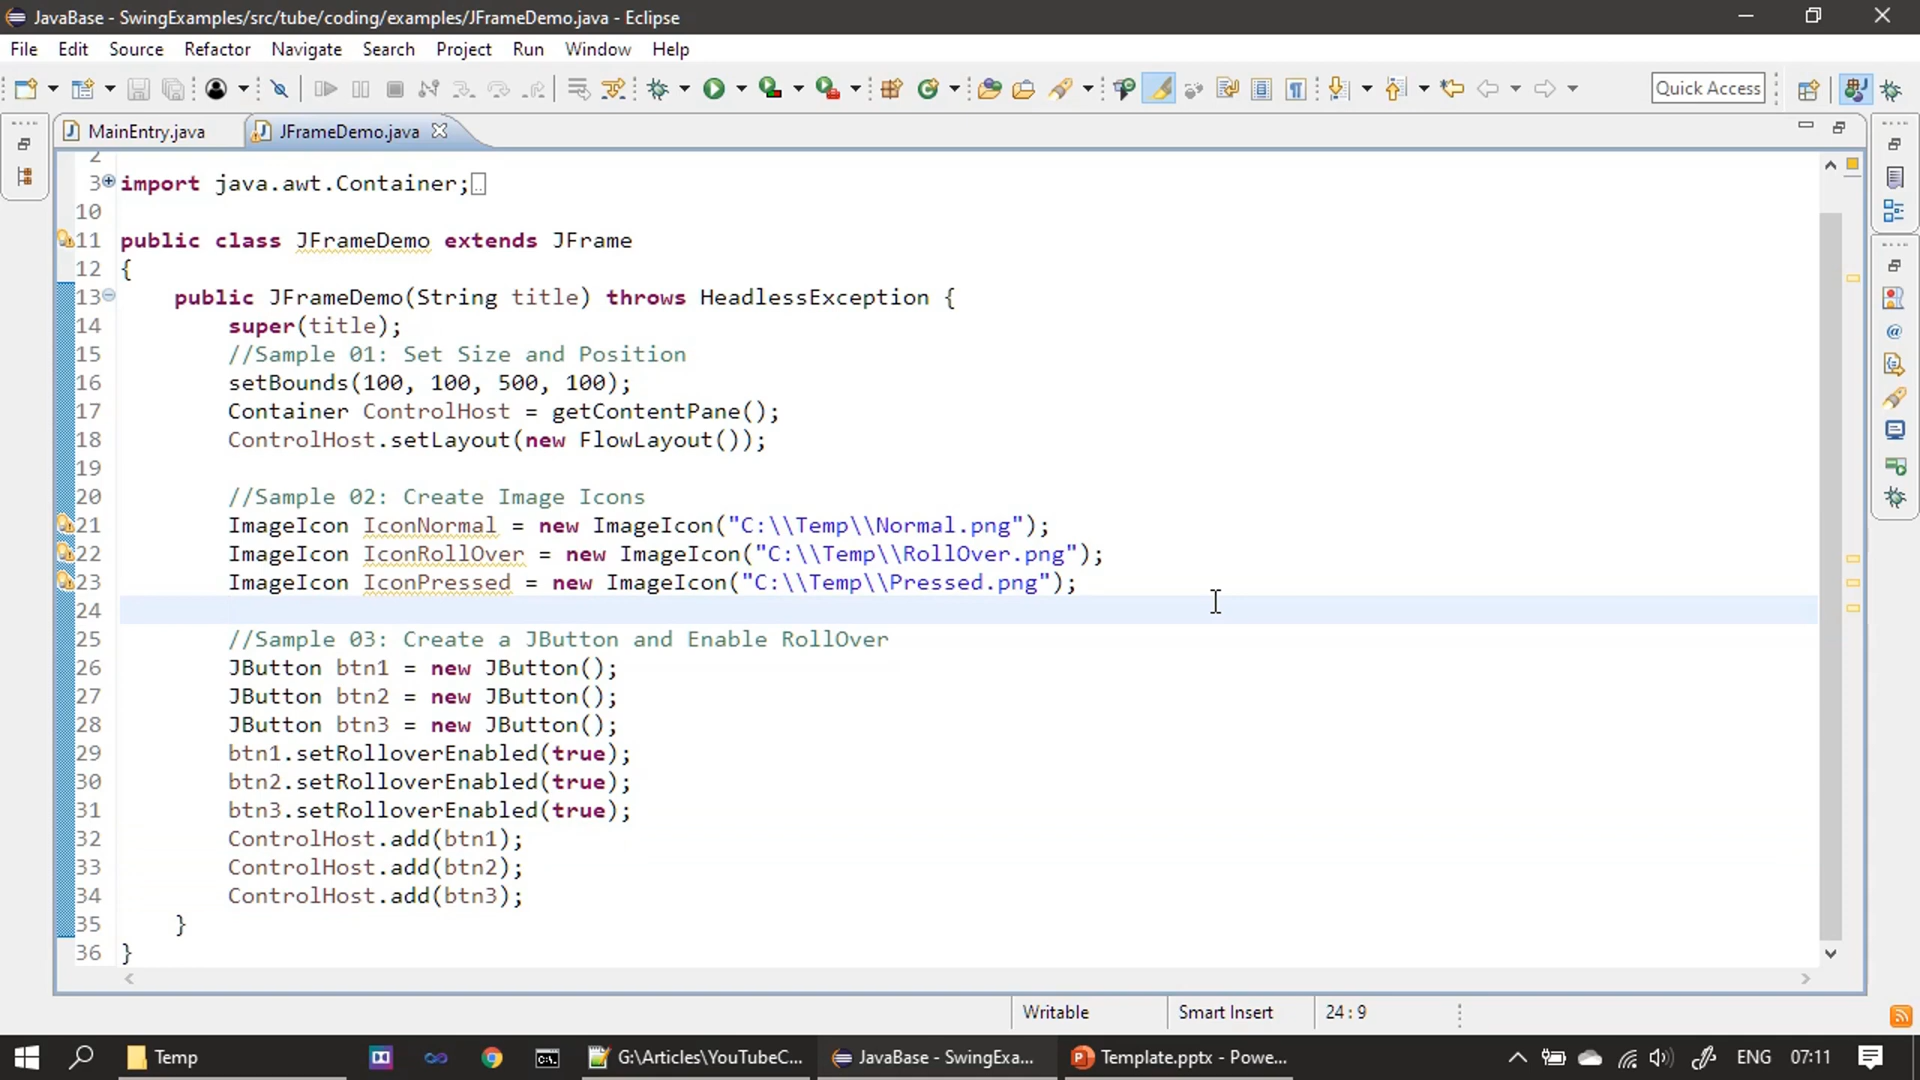 JavaBase - SwingExamples/src/tube/coding/examples/JFrameDemo.java - Eclipse
File Edit Source Refactor Navigate Search Project Run Window Help
Quick Access
MainEntry.java JFrameDemo.java
2
3 import java.awt.Container;
10
11 public class JFrameDemo extends JFrame
12 {
13 public JFrameDemo(String title) throws HeadlessException {
14 super(title);
15 //Sample 01: Set Size and Position
16 setBounds(100, 100, 500, 100);
17 Container ControlHost = getContentPane();
18 ControlHost.setLayout(new FlowLayout());
19
20 //Sample 02: Create Image Icons
21 ImageIcon IconNormal = new ImageIcon("C:\\Temp\\Normal.png");
22 ImageIcon IconRollOver = new ImageIcon("C:\\Temp\\RollOver.png");
23 ImageIcon IconPressed = new ImageIcon("C:\\Temp\\Pressed.png");
24
25 //Sample 03: Create a JButton and Enable RollOver
26 JButton btn1 = new JButton();
27 JButton btn2 = new JButton();
28 JButton btn3 = new JButton();
29 btn1.setRolloverEnabled(true);
30 btn2.setRolloverEnabled(true);
31 btn3.setRolloverEnabled(true);
32 ControlHost.add(btn1);
33 ControlHost.add(btn2);
34 ControlHost.add(btn3);
35 }
36 }
Writable Smart Insert 24 : 9
Temp G:\Articles\YouTubeC... JavaBase - SwingExa... Template.pptx - Powe... ENG 07:11